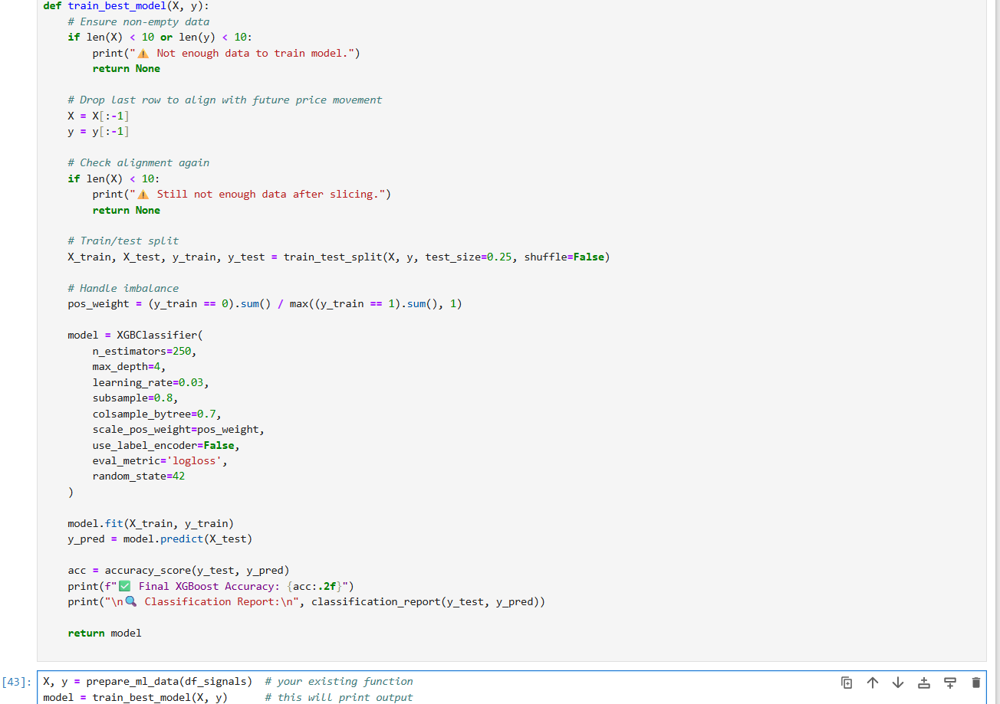 def train_best_model(X, y):
    # Ensure non-empty data
    if len(X) < 10 or len(y) < 10:
        print("⚠️ Not enough data to train model.")
        return None
    # Drop last row to align with future price movement
    X = X[:-1]
    y = y[:-1]
    # Check alignment again
    if len(X) < 10:
        print("⚠️ Still not enough data after slicing.")
        return None
    # Train/test split
    X_train, X_test, y_train, y_test = train_test_split(X, y, test_size=0.25, shuffle=False)
    # Handle imbalance
    pos_weight = (y_train == 0).sum() / max((y_train == 1).sum(), 1)
    model = XGBClassifier(
        n_estimators=250,
        max_depth=4,
        learning_rate=0.03,
        subsample=0.8,
        colsample_bytree=0.7,
        scale_pos_weight=pos_weight,
        use_label_encoder=False,
        eval_metric='logloss',
        random_state=42
    )
    model.fit(X_train, y_train)
    y_pred = model.predict(X_test)
    acc = accuracy_score(y_test, y_pred)
    print(f"✅ Final XGBoost Accuracy: {acc:.2f}")
    print("\n🔍 Classification Report:\n", classification_report(y_test, y_pred))
    return model
[43]: X, y = prepare_ml_data(df_signals)  # your existing function
model = train_best_model(X, y)      # this will print output